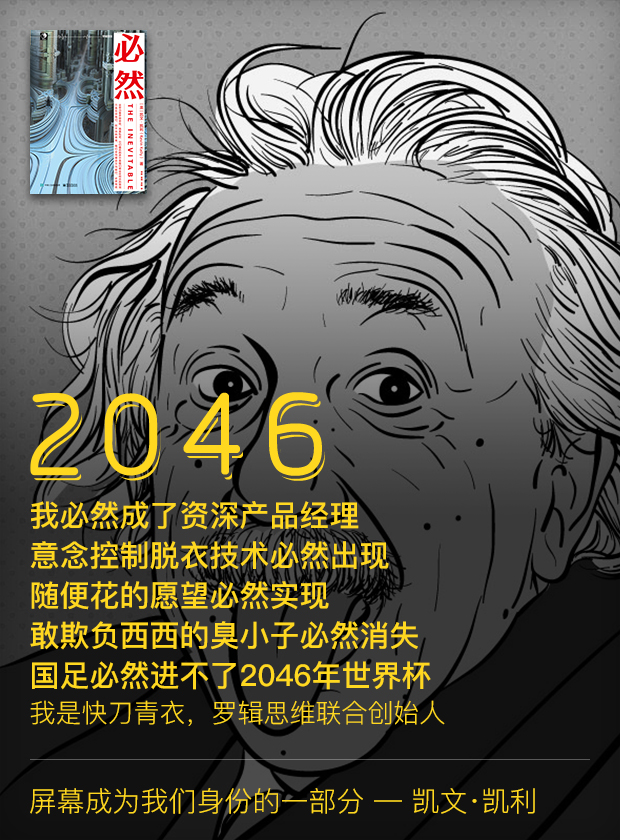 必然
THE INEVITABLE
2046
我必然成了资深产品经理
意念控制脱衣技术必然出现
随便花的愿望必然实现
敢欺负西西的臭小子必然消失
国足必然进不了2046年世界杯
我是快刀青衣，罗辑思维联合创始人
屏幕成为我们身份的一部分 — 凯文·凯利